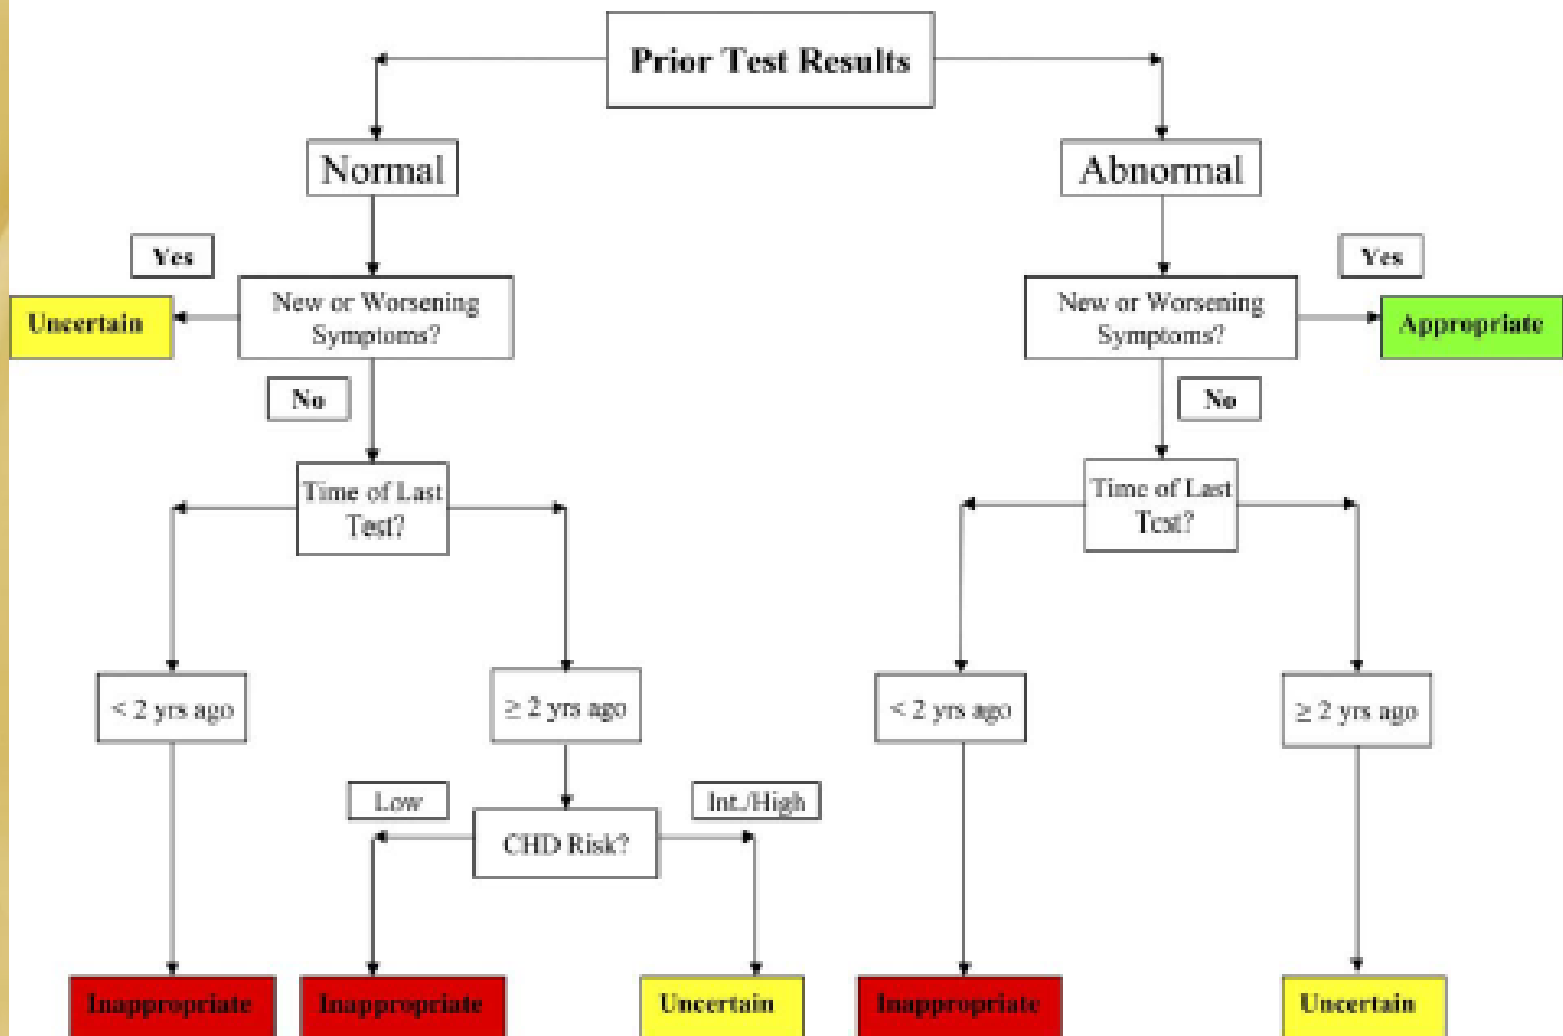 Prior Test Results
Normal
Abnormal
Yes
Yes
Uncertain
New or Worsening
Symptoms?
New or Worsening
Symptoms?
Appropriate
No
No
Time of Last
Test?
Time of Last
Test?
< 2 yrs ago
≥ 2 yrs ago
< 2 yrs ago
≥ 2 yrs ago
Low
Int./High
CHD Risk?
Inappropriate
Inappropriate
Uncertain
Inappropriate
Uncertain